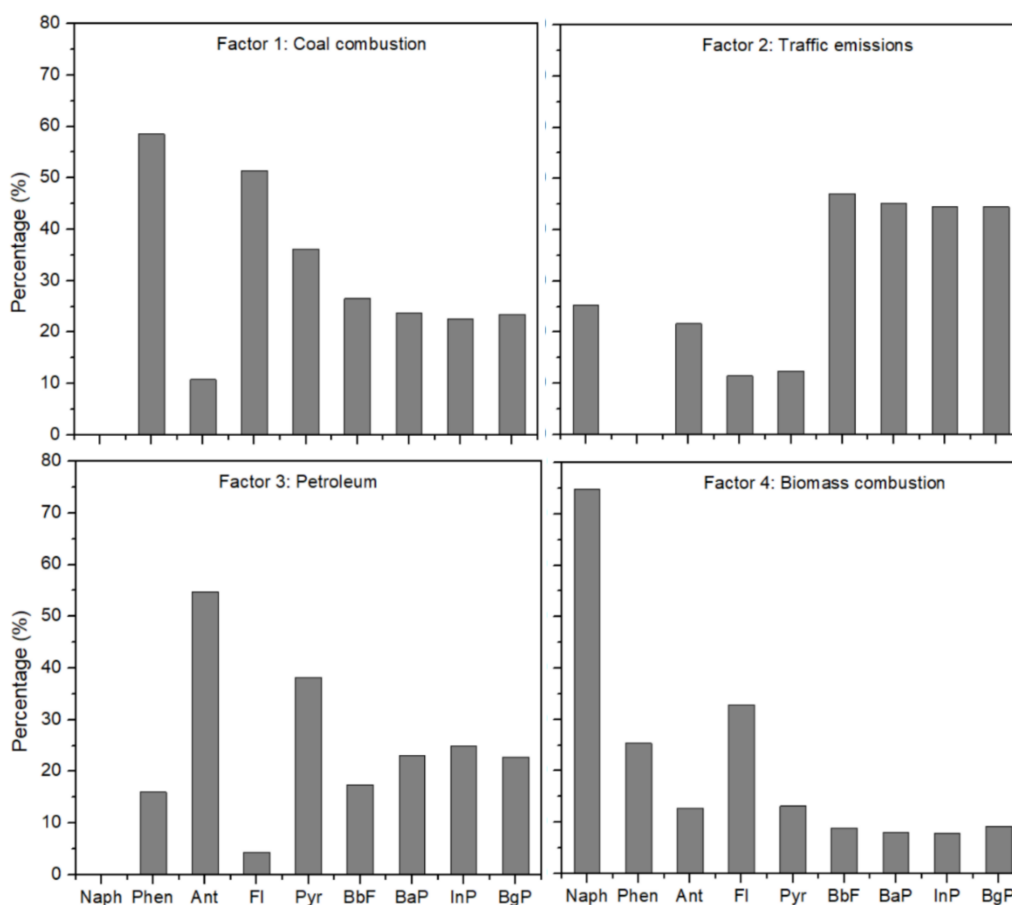 Factor 1: Coal combustion
Factor 2: Traffic emissions
Percentage (%)
80
70
60
50
40
30
20
10
0
Factor 3: Petroleum
Factor 4: Biomass combustion
Percentage (%)
80
70
60
50
40
30
20
10
0
Naph Phen Ant Fl Pyr BbF BaP InP BgP
Naph Phen Ant Fl Pyr BbF BaP InP BgP